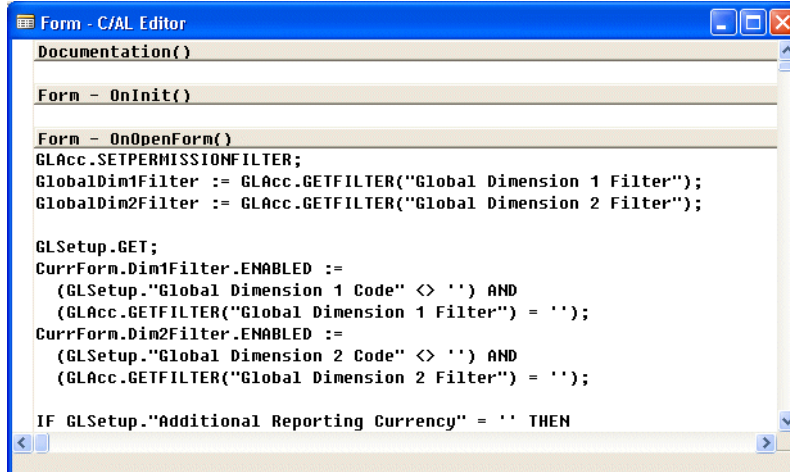 Form - C/AL Editor
Documentation()
Form - OnInit()
Form - OnOpenForm()
GLAcc.SETPERMISSIONFILTER;
GlobalDim1Filter := GLAcc.GETFILTER("Global Dimension 1 Filter");
GlobalDim2Filter := GLAcc.GETFILTER("Global Dimension 2 Filter");
GLSetup.GET;
CurrForm.Dim1Filter.ENABLED :=
(GLSetup."Global Dimension 1 Code" <> '') AND
(GLAcc.GETFILTER("Global Dimension 1 Filter") = '');
CurrForm.Dim2Filter.ENABLED :=
(GLSetup."Global Dimension 2 Code" <> '') AND
(GLAcc.GETFILTER("Global Dimension 2 Filter") = '');
IF GLSetup."Additional Reporting Currency" = '' THEN